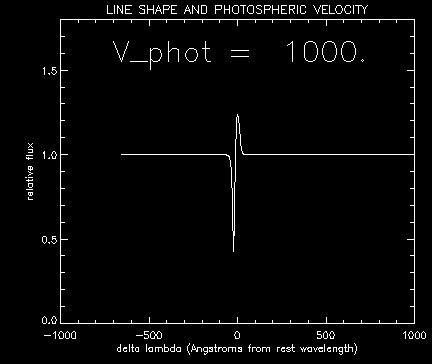 LINE SHAPE AND PHOTOSPHERIC VELOCITY
V_phot = 1000.
1.5
1.0
0.5
0.0
relative flux
-1000 -500 0 500 1000
delta lambda (Angstroms from rest wavelength)